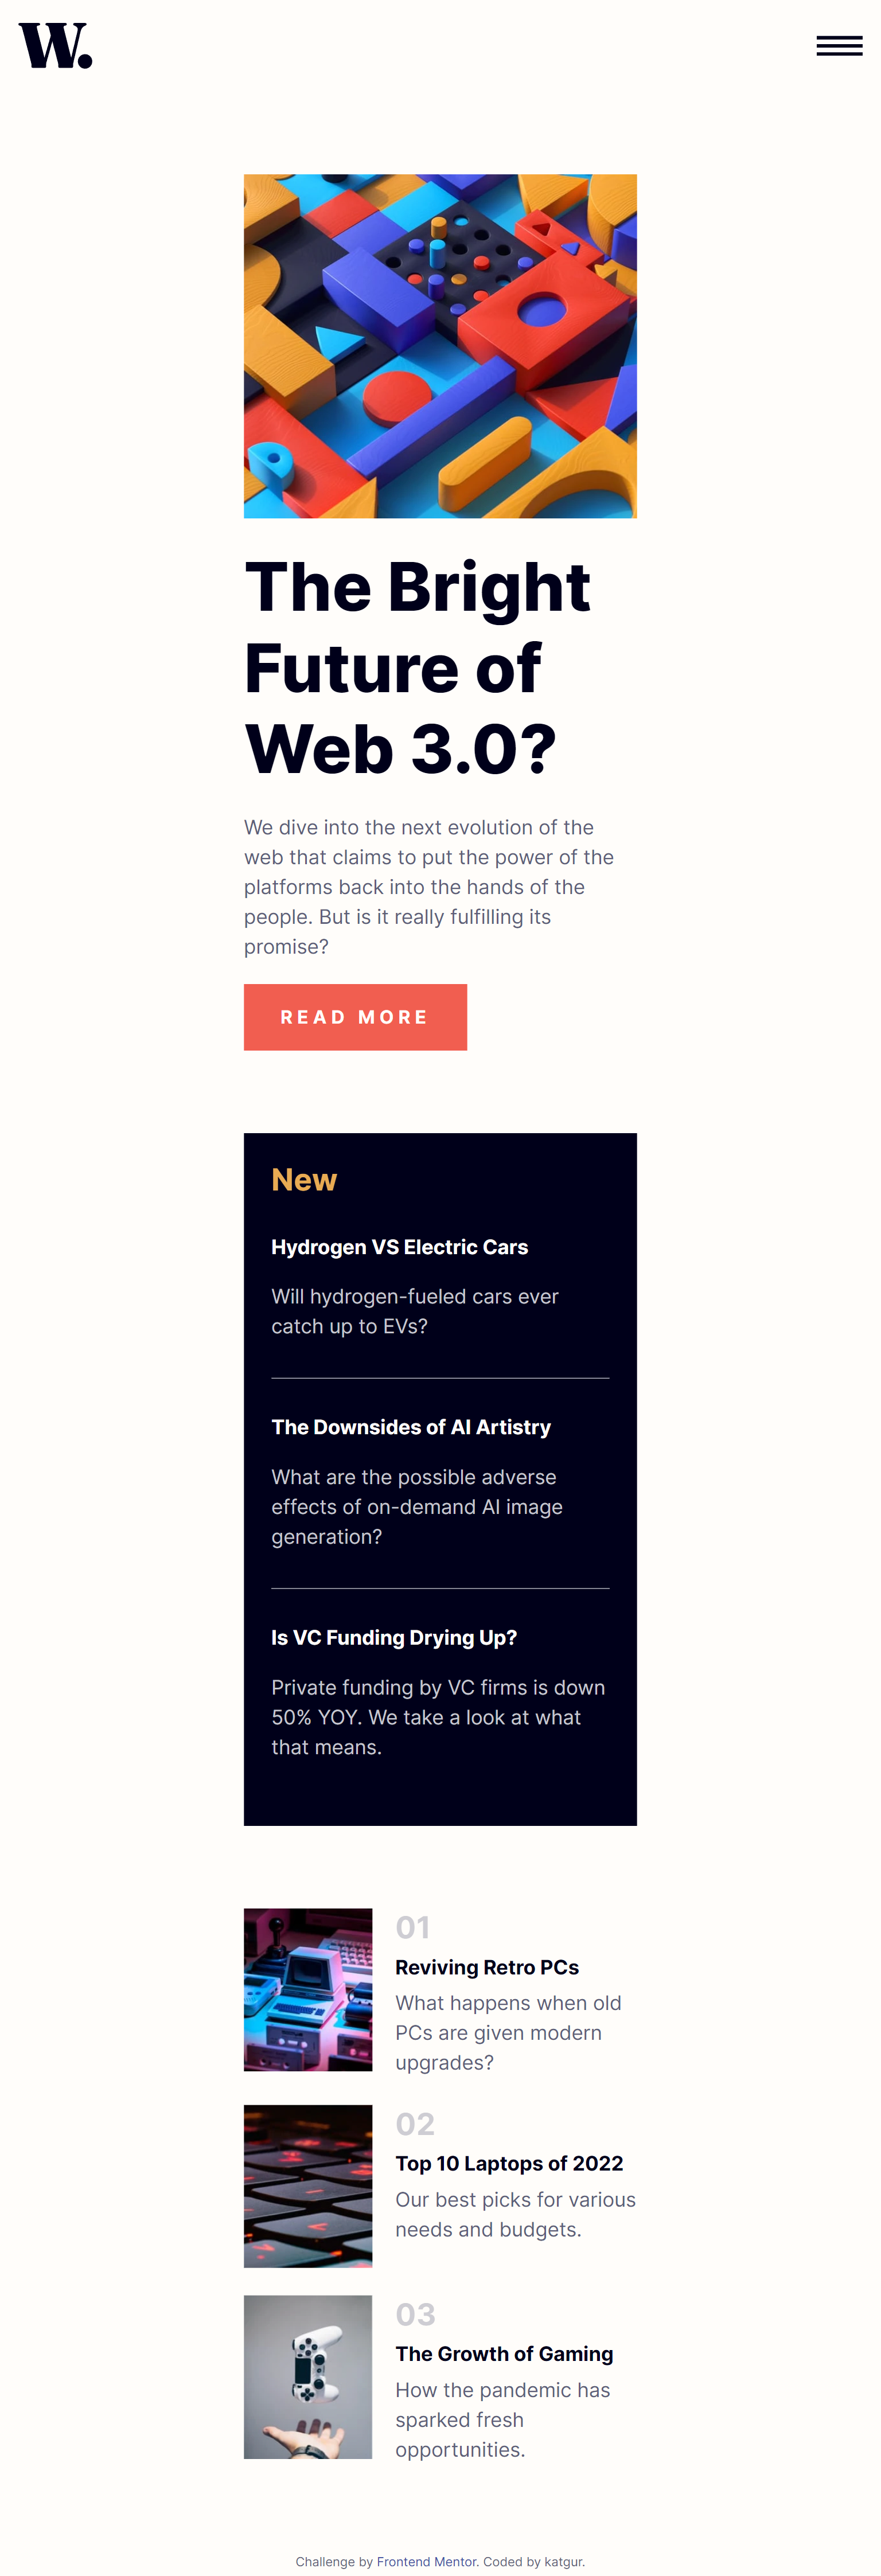 W.
The Bright
Future of
Web 3.0?
We dive into the next evolution of the
web that claims to put the power of the
platforms back into the hands of the
people. But is it really fulfilling its
promise?
READ MORE
New
Hydrogen VS Electric Cars
Will hydrogen-fueled cars ever
catch up to EVs?
The Downsides of AI Artistry
What are the possible adverse
effects of on-demand AI image
generation?
Is VC Funding Drying Up?
Private funding by VC firms is down
50% YOY. We take a look at what
that means.
01
Reviving Retro PCs
What happens when old
PCs are given modern
upgrades?
02
Top 10 Laptops of 2022
Our best picks for various
needs and budgets.
03
The Growth of Gaming
How the pandemic has
sparked fresh
opportunities.
Challenge by Frontend Mentor. Coded by katgur.